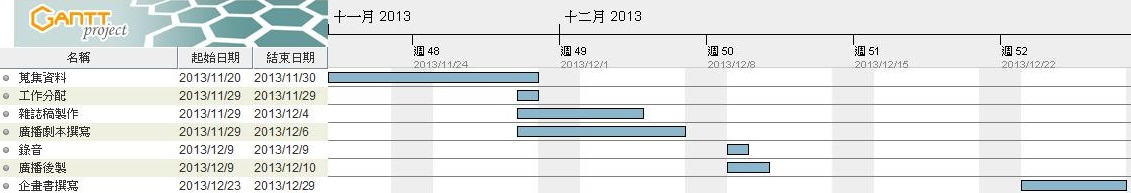 GANTT
project
十一月 2013
十二月 2013
週 48
週 49
週 50
週 51
週 52
2013/11/24
2013/12/1
2013/12/8
2013/12/15
2013/12/22
名稱 起始日期 結束日期
蒐集資料 2013/11/20 2013/11/30
工作分配 2013/11/29 2013/11/29
雜誌稿製作 2013/11/29 2013/12/4
廣播劇本撰寫 2013/11/29 2013/12/6
錄音 2013/12/9 2013/12/9
廣播後製 2013/12/9 2013/12/10
企畫書撰寫 2013/12/23 2013/12/29